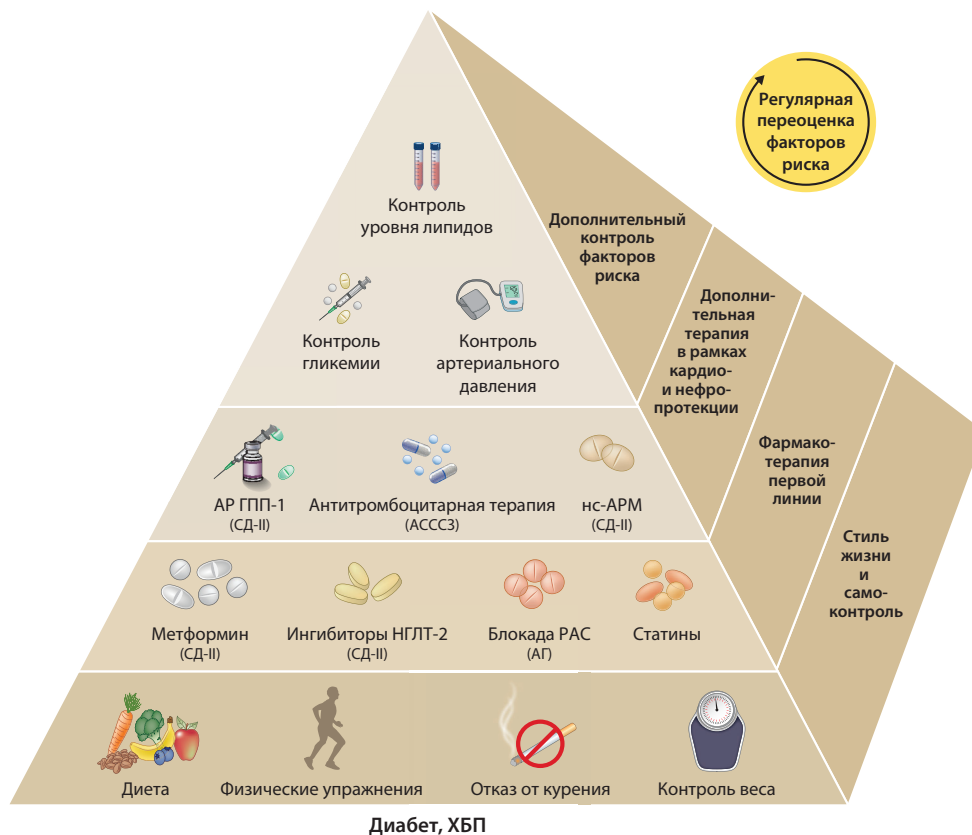 Регулярная
переоценка
факторов
риска
Контроль
уровня липидов
Дополнительный
контроль
факторов
риска
Контроль
гликемии
Контроль
артериального
давления
Дополни-
тельная
терапия
в рамках
кардио-
и нефро-
протекции
АР ГПП-1
(СД-II)
Антитромбоцитарная терапия
(АССЗ)
нс-АРМ
(СД-II)
Фармако-
терапия
первой
линии
Метформин
(СД-II)
Ингибиторы НГЛТ-2
(СД-II)
Блокада РАС
(АГ)
Статины
Стиль
жизни
и
само-
контроль
Диета
Физические упражнения
Отказ от курения
Контроль веса
Диабет, ХБП